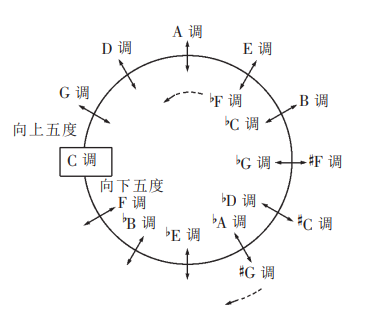 A 调
D 调
E 调
G 调
♭F 调
B 调
♭C 调
向上五度
C 调
♭G 调
♯F 调
向下五度
F 调
♭D 调
♭B 调
♭A 调
♯C 调
♭E 调
♯G 调